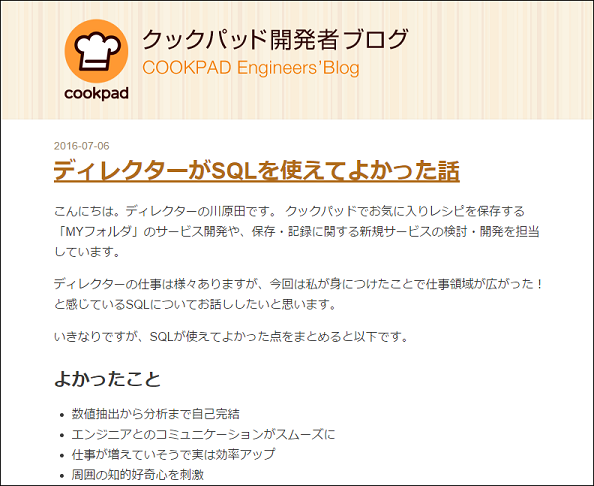 クックパッド開発者ブログ
COOKPAD Engineers'Blog
cookpad
2016-07-06
ディレクターがSQLを使えてよかった話
こんにちは。ディレクターの川原田です。 クックパッドでお気に入りレシピを保存する
「MYフォルダ」のサービス開発や、保存・記録に関する新規サービスの検討・開発を担当
しています。
ディレクターの仕事は様々ありますが、今回は私が身につけたことで仕事領域が広がった！
と感じているSQLについてお話ししたいと思います。
いきなりですが、SQLが使えてよかった点をまとめると以下です。
よかったこと
• 数値抽出から分析まで自己完結
• エンジニアとのコミュニケーションがスムーズに
• 仕事が増えていそうで実は効率アップ
• 周囲の知的好奇心を刺激